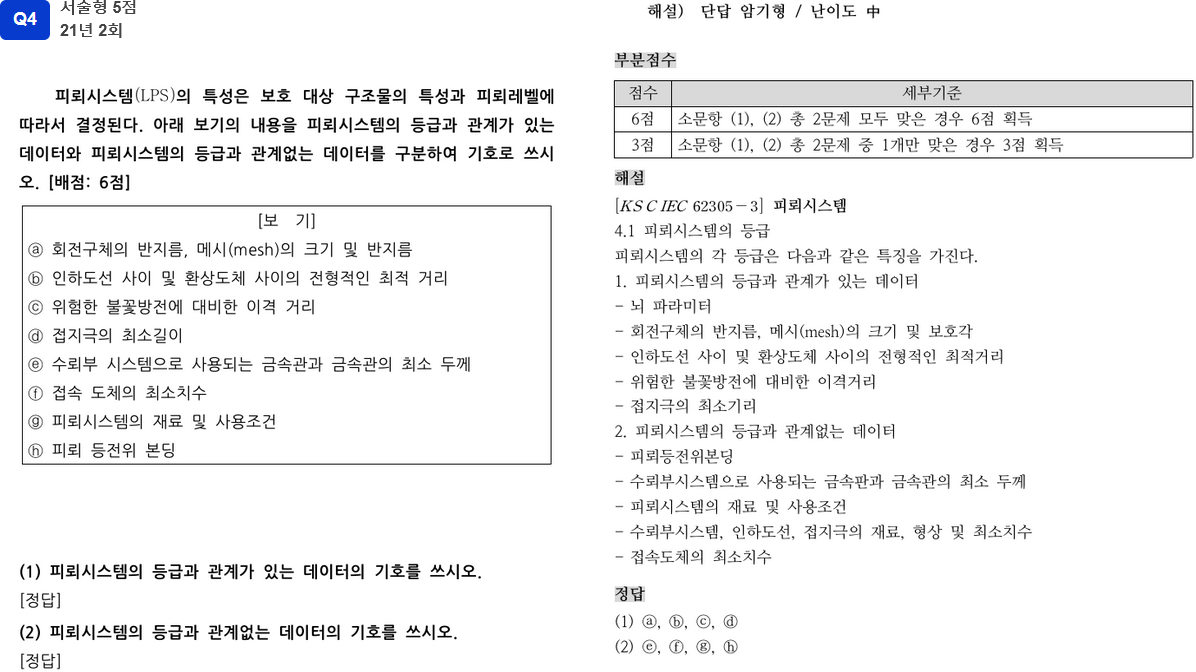 Q4
서술형 5점
21년 2회
피뢰시스템(LPS)의 특성은 보호 대상 구조물의 특성과 피뢰레벨에
따라서 결정된다. 아래 보기의 내용을 피뢰시스템의 등급과 관계가 있는
데이터와 피뢰시스템의 등급과 관계없는 데이터를 구분하여 기호로 쓰시
오. [배점: 6점]
[보 기]
ⓐ 회전구체의 반지름, 메시(mesh)의 크기 및 반지름
ⓑ 인하도선 사이 및 환상도체 사이의 전형적인 최적 거리
ⓒ 위험한 불꽃방전에 대비한 이격 거리
ⓓ 접지극의 최소길이
ⓔ 수뢰부 시스템으로 사용되는 금속관과 금속관의 최소 두께
ⓕ 접속 도체의 최소치수
ⓖ 피뢰시스템의 재료 및 사용조건
ⓗ 피뢰 등전위 본딩
(1) 피뢰시스템의 등급과 관계가 있는 데이터의 기호를 쓰시오.
[정답]
(2) 피뢰시스템의 등급과 관계없는 데이터의 기호를 쓰시오.
[정답]
해설) 단답 암기형 / 난이도 中
부분점수
점수 세부기준
6점 소문항 (1), (2) 총 2문제 모두 맞은 경우 6점 획득
3점 소문항 (1), (2) 총 2문제 중 1개만 맞은 경우 3점 획득
해설
[KS C IEC 62305-3] 피뢰시스템
4.1 피뢰시스템의 등급
피뢰시스템의 각 등급은 다음과 같은 특징을 가진다.
1. 피뢰시스템의 등급과 관계가 있는 데이터
- 뇌 파라미터
- 회전구체의 반지름, 메시(mesh)의 크기 및 보호각
- 인하도선 사이 및 환상도체 사이의 전형적인 최적거리
- 위험한 불꽃방전에 대비한 이격거리
- 접지극의 최소기리
2. 피뢰시스템의 등급과 관계없는 데이터
- 피뢰등전위본딩
- 수뢰부시스템으로 사용되는 금속판과 금속관의 최소 두께
- 피뢰시스템의 재료 및 사용조건
- 수뢰부시스템, 인하도선, 접지극의 재료, 형상 및 최소치수
- 접속도체의 최소치수
정답
(1) ⓐ, ⓑ, ⓒ, ⓓ
(2) ⓔ, ⓕ, ⓖ, ⓗ